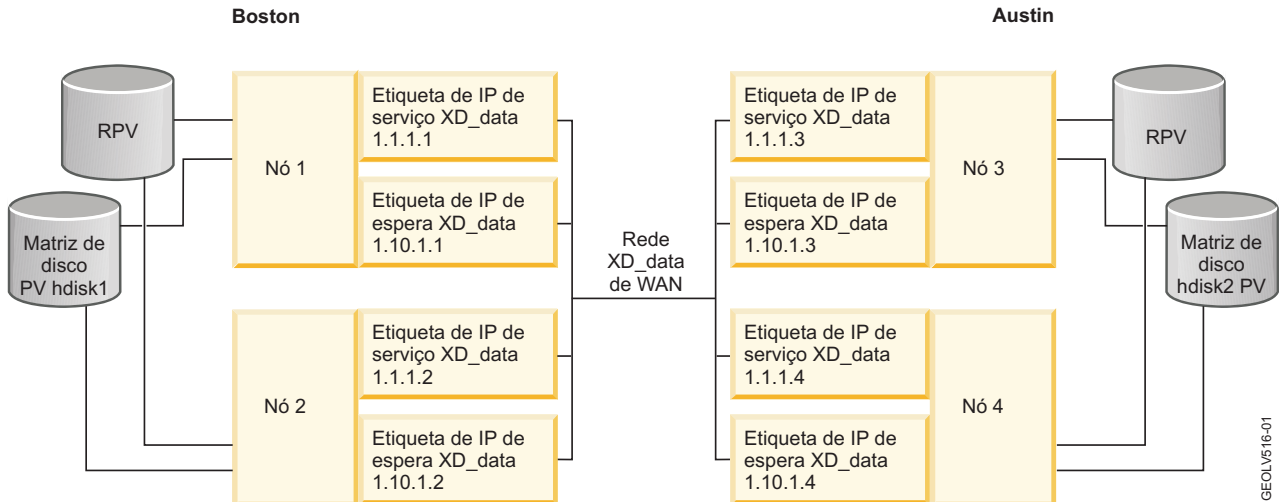 Boston
Austin
RPV
Matriz de
disco
PV hdisk1
Nó 1
Etiqueta de IP de
serviço XD_data
1.1.1.1
Etiqueta de IP de
espera XD_data
1.10.1.1
Nó 2
Etiqueta de IP de
serviço XD_data
1.1.1.2
Etiqueta de IP de
espera XD_data
1.10.1.2
Rede
XD_data
de WAN
Etiqueta de IP de
serviço XD_data
1.1.1.3
Etiqueta de IP de
espera XD_data
1.10.1.3
Nó 3
Etiqueta de IP de
serviço XD_data
1.1.1.4
Etiqueta de IP de
espera XD_data
1.10.1.4
Nó 4
RPV
Matriz de
disco
hdisk2 PV
GEOLV516-01